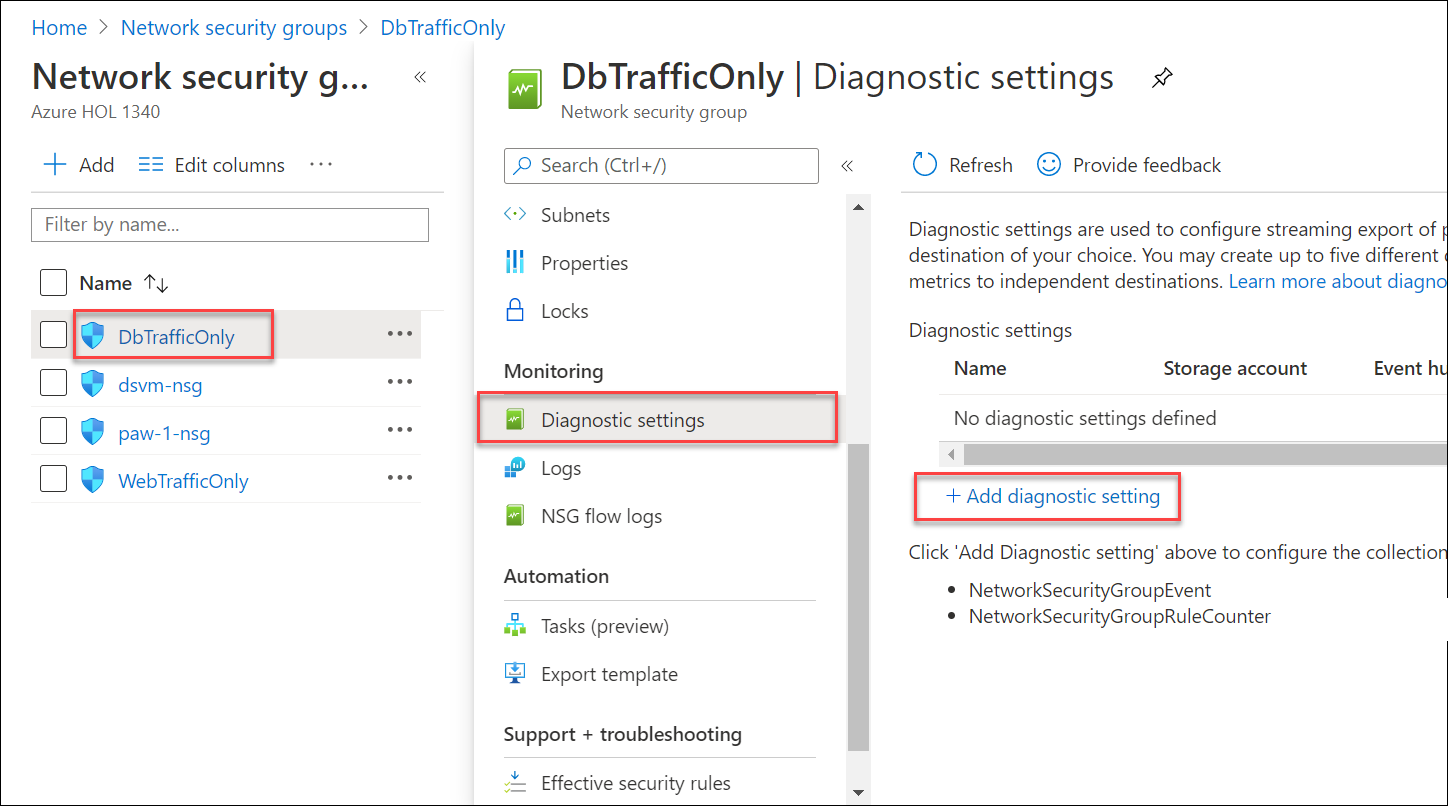 Home > Network security groups > DbTrafficOnly
Network security g...
Azure HOL 1340
Add Edit columns ...
Filter by name...
Name
DbTrafficOnly
dsvm-nsg
paw-1-nsg
WebTrafficOnly
DbTrafficOnly | Diagnostic settings
Network security group
Search (Ctrl+/)
Subnets
Properties
Locks
Monitoring
Diagnostic settings
Logs
NSG flow logs
Automation
Tasks (preview)
Export template
Support + troubleshooting
Effective security rules
Refresh Provide feedback
Diagnostic settings are used to configure streaming export of
destination of your choice. You may create up to five different
metrics to independent destinations. Learn more about diagno
Diagnostic settings
Name Storage account Event hu
No diagnostic settings defined
+ Add diagnostic setting
Click 'Add Diagnostic setting' above to configure the collection
• NetworkSecurityGroupEvent
• NetworkSecurityGroupRuleCounter